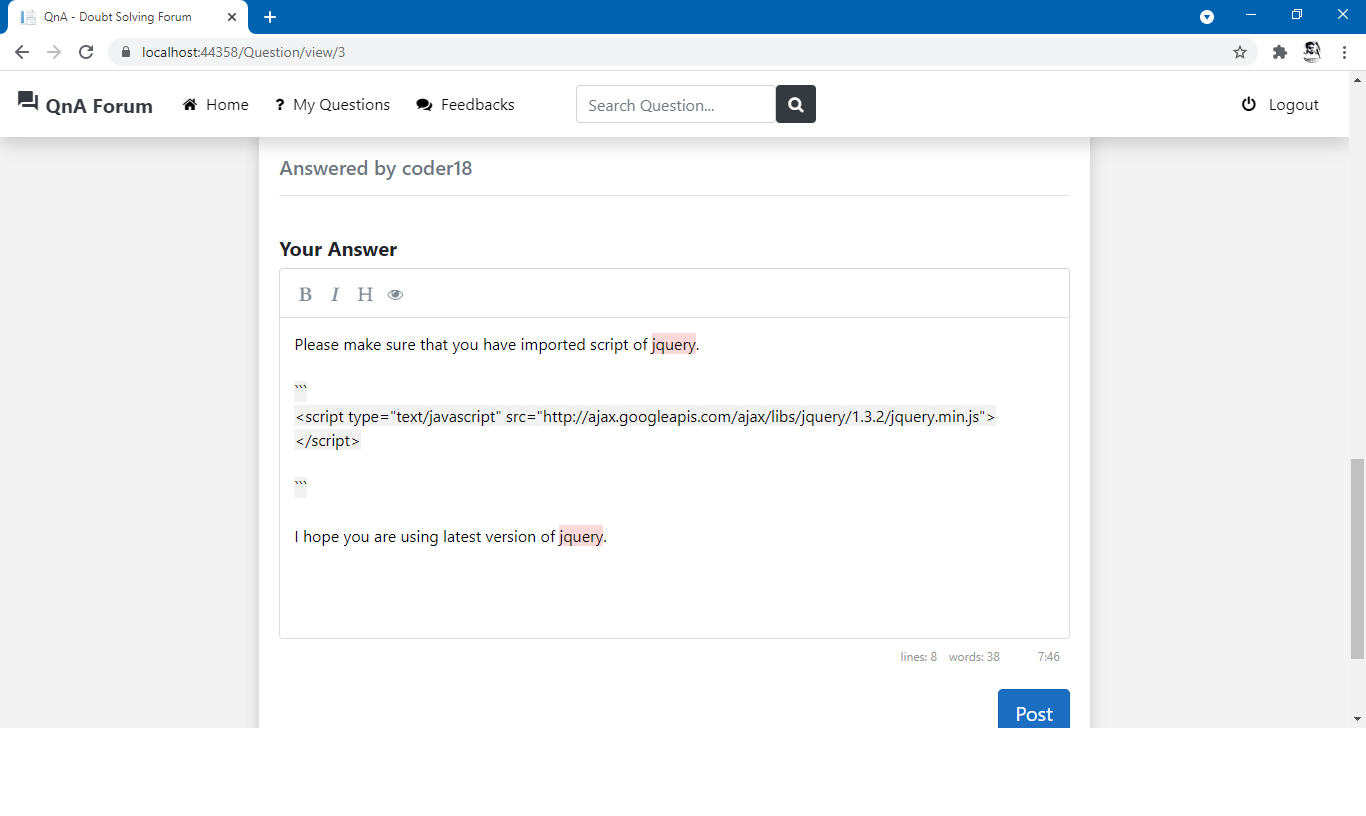 QnA - Doubt Solving Forum
localhost:44358/Question/view/3
QnA Forum Home ? My Questions Feedbacks Search Question... Logout
Answered by coder18
Your Answer
B I H
Please make sure that you have imported script of jquery.
```
<script type="text/javascript" src="http://ajax.googleapis.com/ajax/libs/jquery/1.3.2/jquery.min.js">
</script>
```
I hope you are using latest version of jquery.
lines: 8 words: 38 7:46
Post